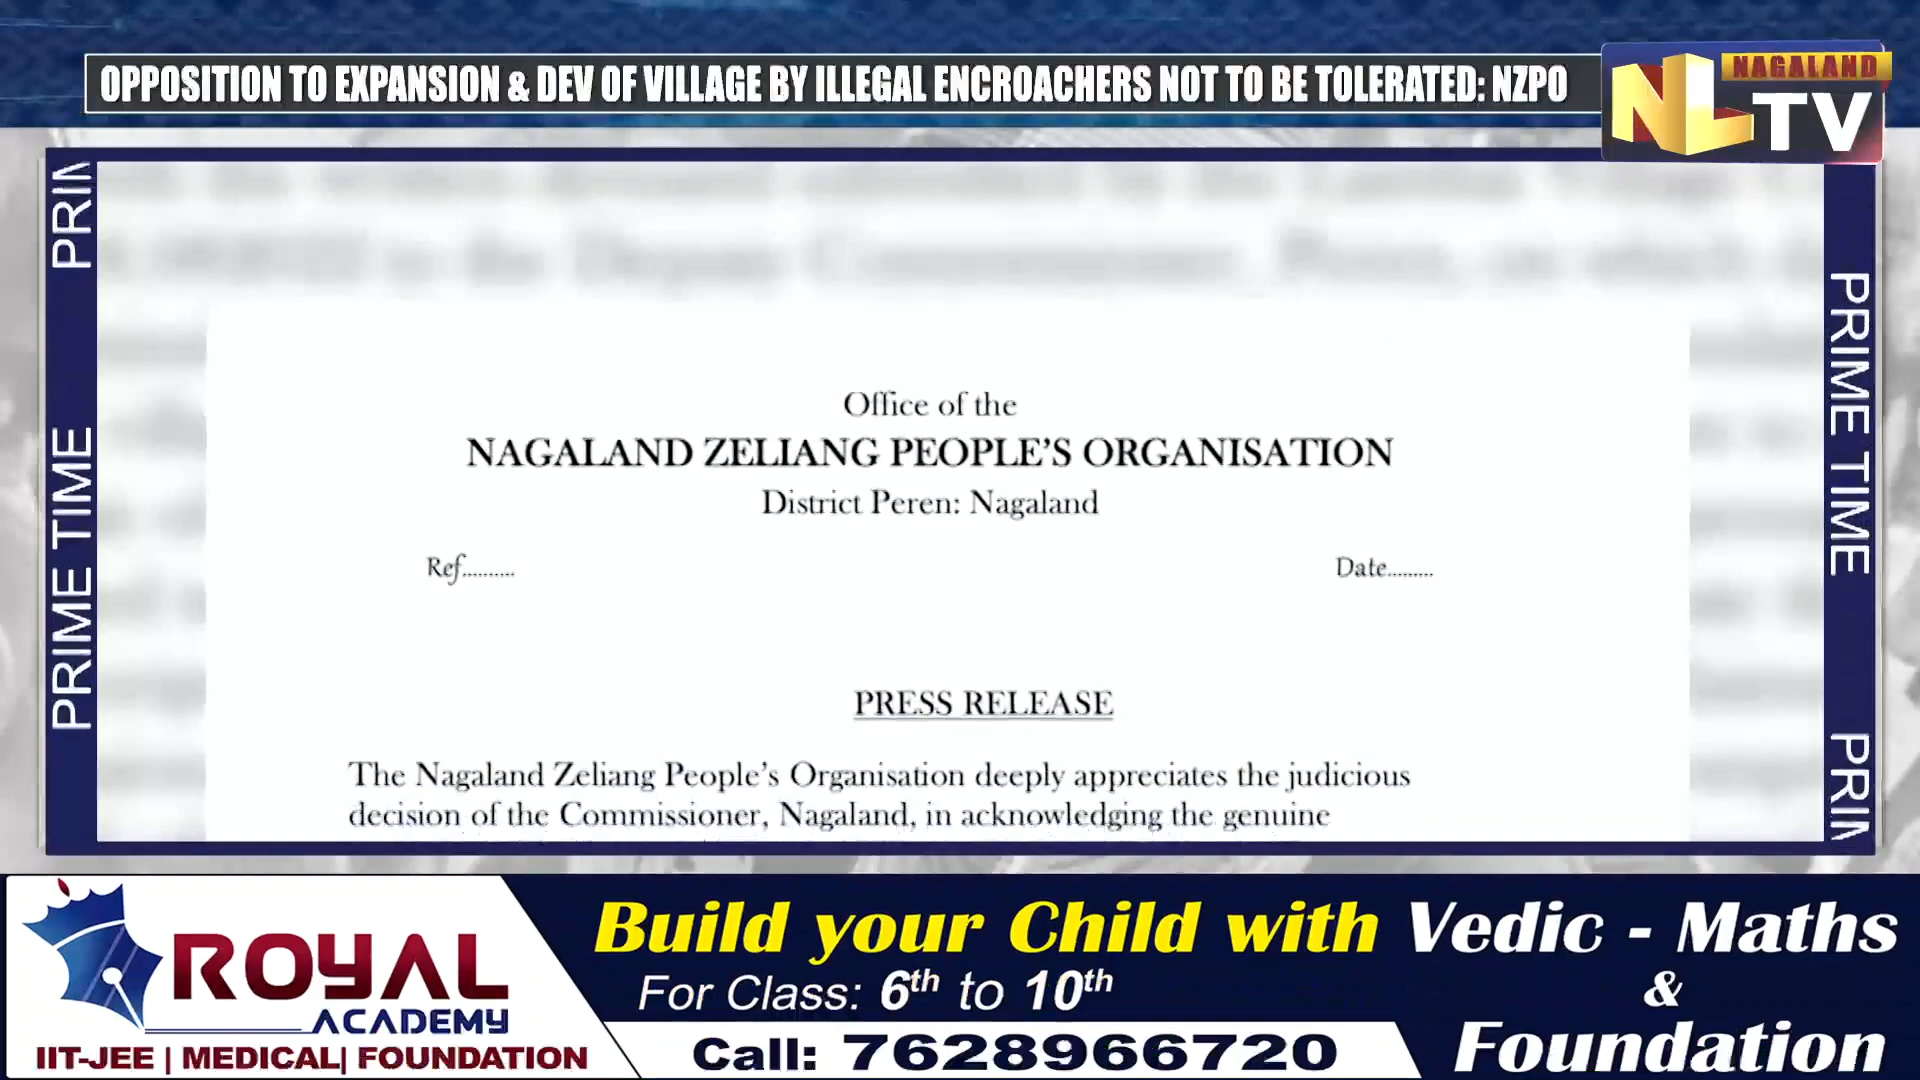 OPPOSITION TO EXPANSION & DEV OF VILLAGE BY ILLEGAL ENCROACHERS NOT TO BE TOLERATED: NZPO
NL NAGALAND TV
PRIM
PRIME TIME
PRIME TIME
PRIM
Office of the
NAGALAND ZELIANG PEOPLE'S ORGANISATION
District Peren: Nagaland
Ref..........
Date.........
PRESS RELEASE
The Nagaland Zeliang People's Organisation deeply appreciates the judicious
decision of the Commissioner, Nagaland, in acknowledging the genuine
ROYAL
ACADEMY
IIT-JEE | MEDICAL| FOUNDATION
Build your Child with Vedic - Maths
For Class: 6th to 10th
&
Call: 7628966720
Foundation